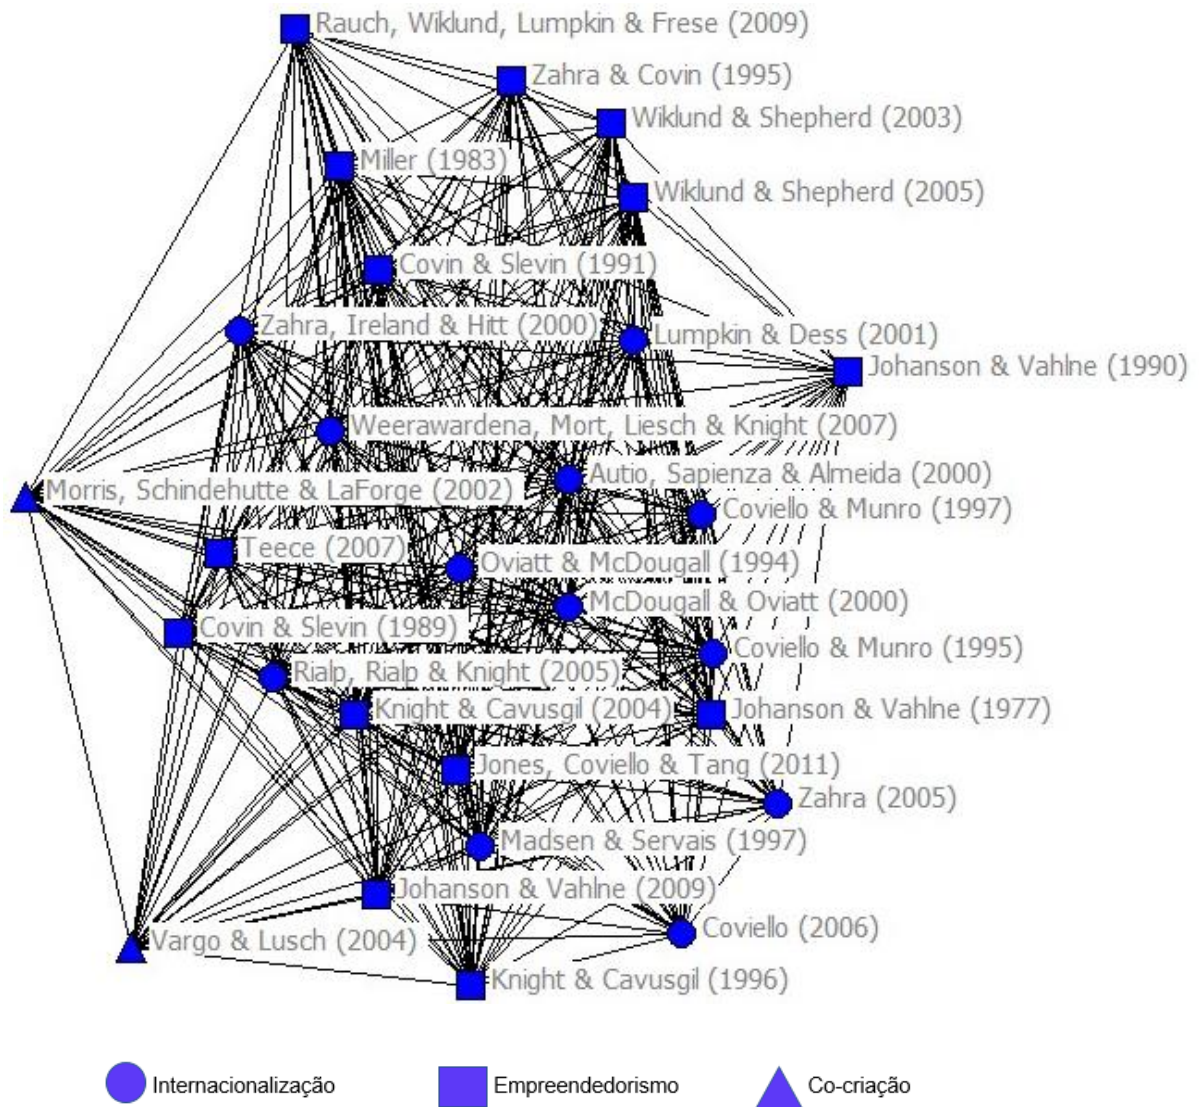 Rauch, Wiklund, Lumpkin & Frese (2009)
Zahra & Covin (1995)
Wiklund & Shepherd (2003)
Miller (1983)
Wiklund & Shepherd (2005)
Covin & Slevin (1991)
Zahra, Ireland & Hitt (2000)
Lumpkin & Dess (2001)
Johanson & Vahlne (1990)
Weerawardena, Mort, Liesch & Knight (2007)
Autio, Sapienza & Almeida (2000)
Morris, Schindehutte & LaForge (2002)
Coviello & Munro (1997)
Teece (2007)
Oviatt & McDougall (1994)
McDougall & Oviatt (2000)
Covin & Slevin (1989)
Coviello & Munro (1995)
Rialp, Rialp & Knight (2005)
Knight & Cavusgil (2004)
Johanson & Vahlne (1977)
Jones, Coviello & Tang (2011)
Zahra (2005)
Madsen & Servais (1997)
Johanson & Vahlne (2009)
Coviello (2006)
Vargo & Lusch (2004)
Knight & Cavusgil (1996)
Internacionalização
Empreendedorismo
Co-criação